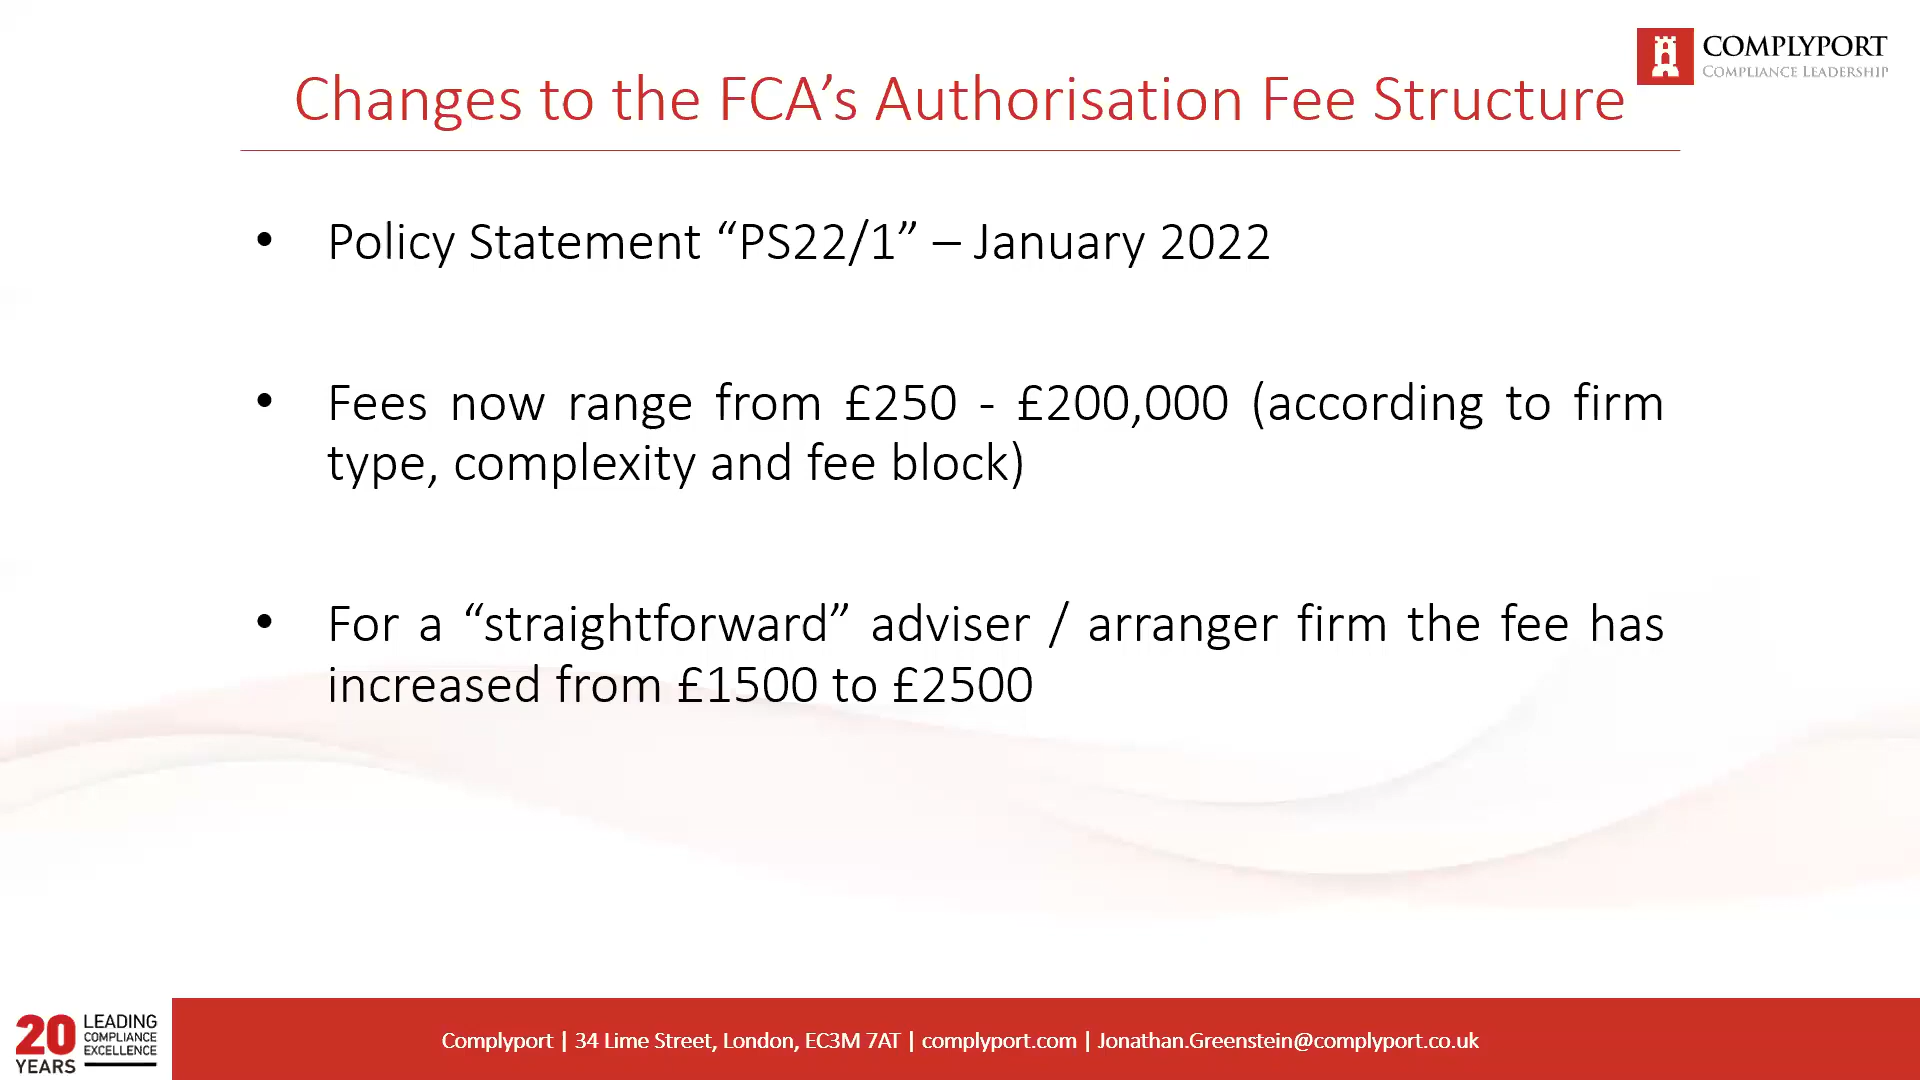 COMPLYPORT
COMPLIANCE LEADERSHIP
Changes to the FCA’s Authorisation Fee Structure
• Policy Statement “PS22/1” – January 2022
• Fees now range from £250 - £200,000 (according to firm
type, complexity and fee block)
• For a “straightforward” adviser / arranger firm the fee has
increased from £1500 to £2500
20 YEARS
LEADING
COMPLIANCE
EXCELLENCE
Complyport | 34 Lime Street, London, EC3M 7AT | complyport.com | Jonathan.Greenstein@complyport.co.uk